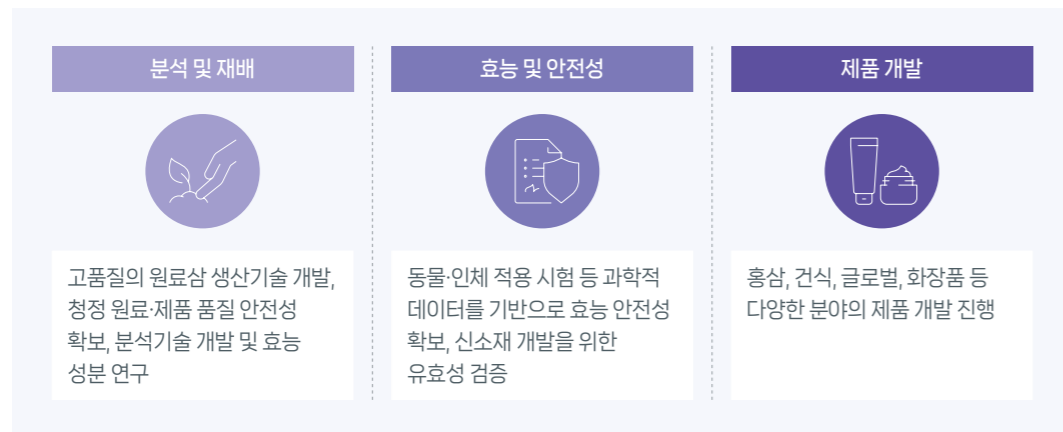 분석 및 재배
고품질의 원료삼 생산기술 개발,
청정 원료·제품 품질 안전성
확보, 분석기술 개발 및 효능
성분 연구
효능 및 안전성
동물·인체 적용 시험 등 과학적
데이터를 기반으로 효능 안전성
확보, 신소재 개발을 위한
유효성 검증
제품 개발
홍삼, 건식, 글로벌, 화장품 등
다양한 분야의 제품 개발 진행